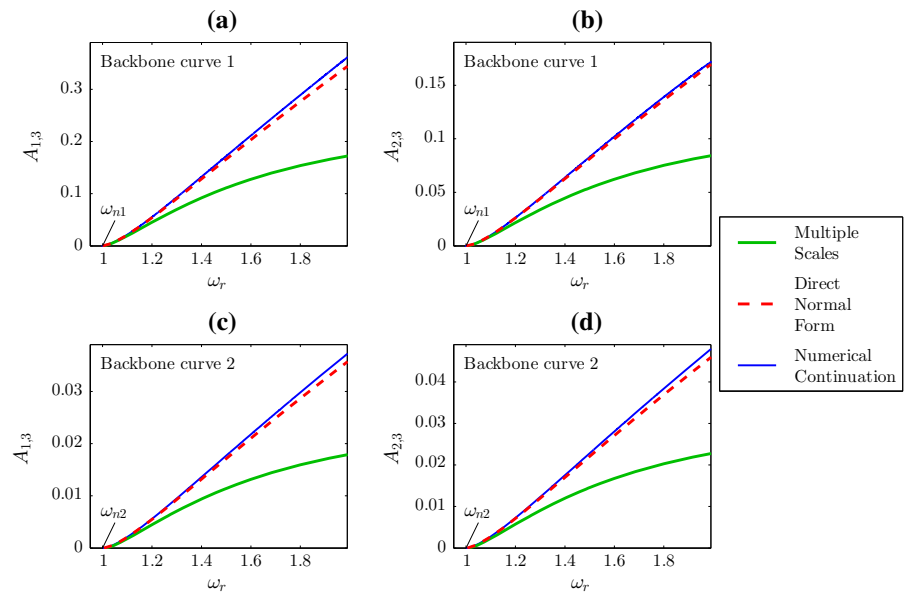 (a)
Backbone curve 1
A1,3
0.3
0.2
0.1
0
ωn1
1
1.2
1.4
1.6
1.8
ωr
(b)
Backbone curve 1
A2,3
0.15
0.1
0.05
0
ωn1
1
1.2
1.4
1.6
1.8
ωr
(c)
Backbone curve 2
A1,3
0.03
0.02
0.01
0
ωn2
1
1.2
1.4
1.6
1.8
ωr
(d)
Backbone curve 2
A2,3
0.04
0.03
0.02
0.01
0
ωn2
1
1.2
1.4
1.6
1.8
ωr
Multiple
Scales
Direct
Normal
Form
Numerical
Continuation